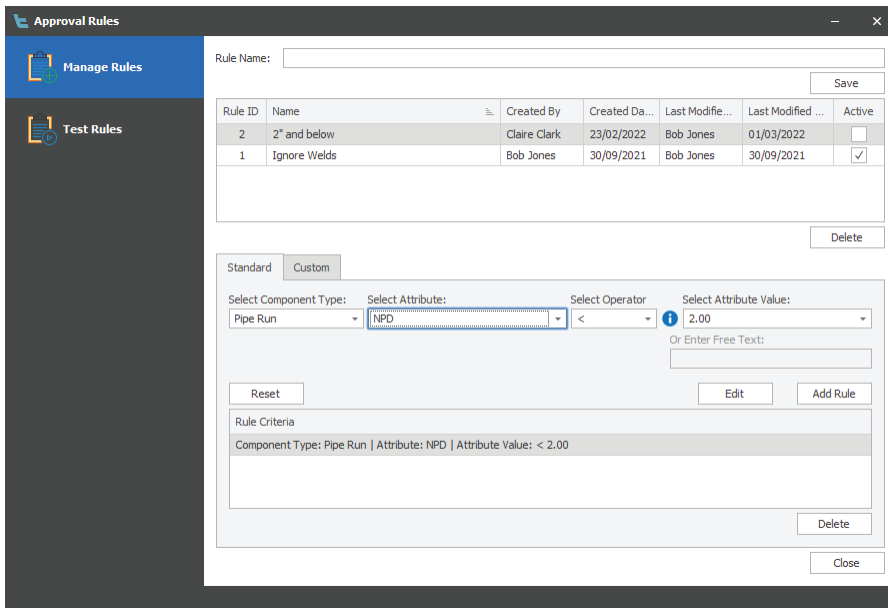 Approval Rules
Manage Rules
Test Rules
Rule Name:
Save
Rule ID Name Created By Created Da... Last Modifie... Last Modified ... Active
2 2" and below Claire Clark 23/02/2022 Bob Jones 01/03/2022
1 Ignore Welds Bob Jones 30/09/2021 Bob Jones 30/09/2021
Delete
Standard Custom
Select Component Type: Select Attribute: Select Operator Select Attribute Value:
Pipe Run NPD < 2.00
Or Enter Free Text:
Reset Edit Add Rule
Rule Criteria
Component Type: Pipe Run | Attribute: NPD | Attribute Value: < 2.00
Delete
Close